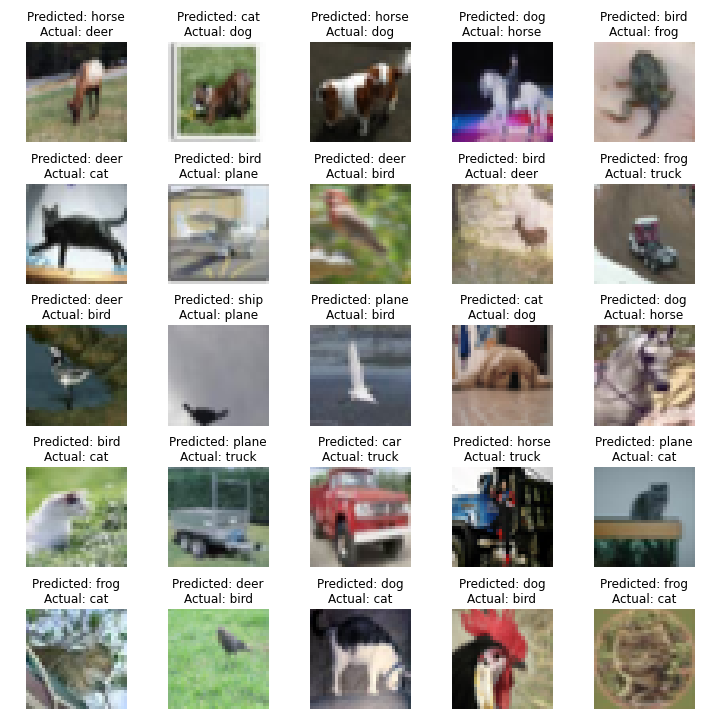 Predicted: horse
Actual: deer
Predicted: cat
Actual: dog
Predicted: horse
Actual: dog
Predicted: dog
Actual: horse
Predicted: bird
Actual: frog
Predicted: deer
Actual: cat
Predicted: bird
Actual: plane
Predicted: deer
Actual: bird
Predicted: bird
Actual: deer
Predicted: frog
Actual: truck
Predicted: deer
Actual: bird
Predicted: ship
Actual: plane
Predicted: plane
Actual: bird
Predicted: cat
Actual: dog
Predicted: dog
Actual: horse
Predicted: bird
Actual: cat
Predicted: plane
Actual: truck
Predicted: car
Actual: truck
Predicted: horse
Actual: truck
Predicted: plane
Actual: cat
Predicted: frog
Actual: cat
Predicted: deer
Actual: bird
Predicted: dog
Actual: cat
Predicted: dog
Actual: bird
Predicted: frog
Actual: cat